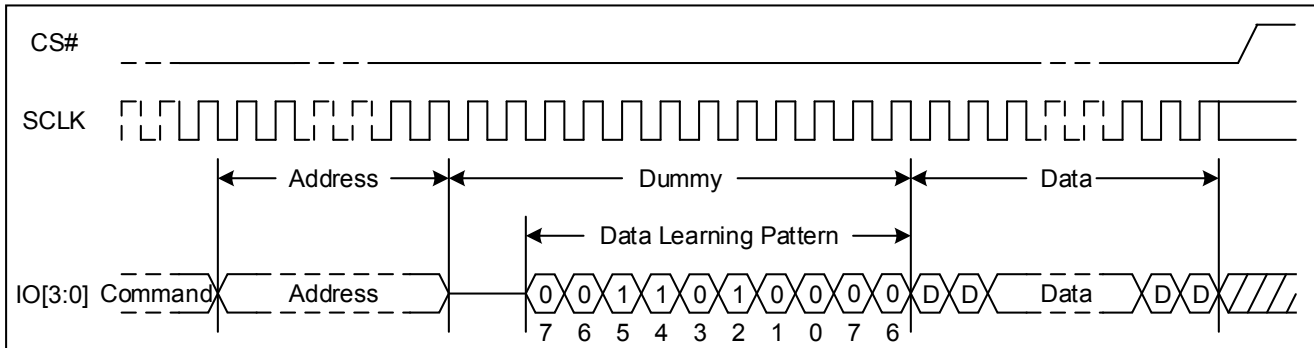 CS#
SCLK
Address Dummy Data
Data Learning Pattern
IO[3:0] Command Address 0 0 1 1 0 1 0 0 0 0 D D Data D D
7 6 5 4 3 2 1 0 7 6